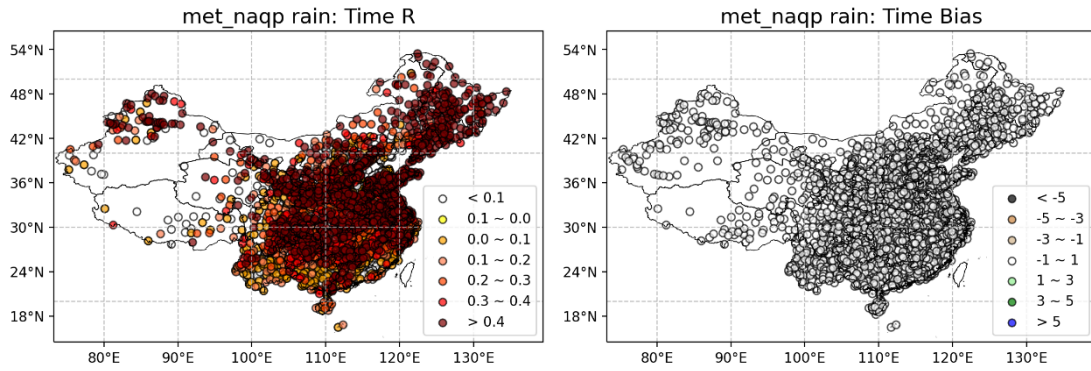 met_naqp rain: Time R
54°N
48°N
42°N
36°N
30°N
24°N
18°N
80°E 90°E 100°E 110°E 120°E 130°E
< 0.1
0.1 ~ 0.0
0.0 ~ 0.1
0.1 ~ 0.2
0.2 ~ 0.3
0.3 ~ 0.4
> 0.4
met_naqp rain: Time Bias
54°N
48°N
42°N
36°N
30°N
24°N
18°N
80°E 90°E 100°E 110°E 120°E 130°E
< -5
-5 ~ -3
-3 ~ -1
-1 ~ 1
1 ~ 3
3 ~ 5
> 5